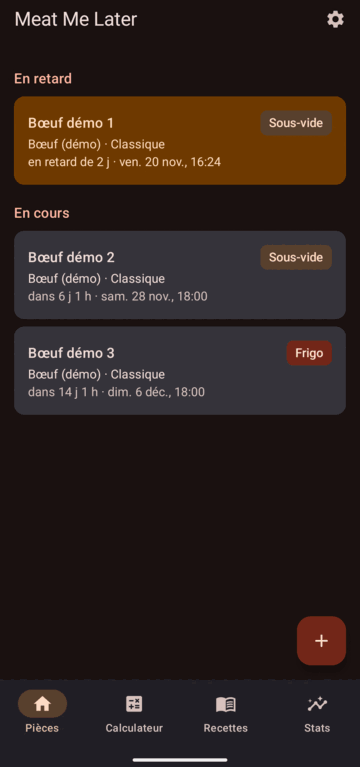 Meat Me Later
En retard
Bœuf démo 1
Sous-vide
Bœuf (démo) · Classique
en retard de 2 j · ven. 20 nov., 16:24
En cours
Bœuf démo 2
Sous-vide
Bœuf (démo) · Classique
dans 6 j 1 h · sam. 28 nov., 18:00
Bœuf démo 3
Frigo
Bœuf (démo) · Classique
dans 14 j 1 h · dim. 6 déc., 18:00
Pièces
Calculateur
Recettes
Stats